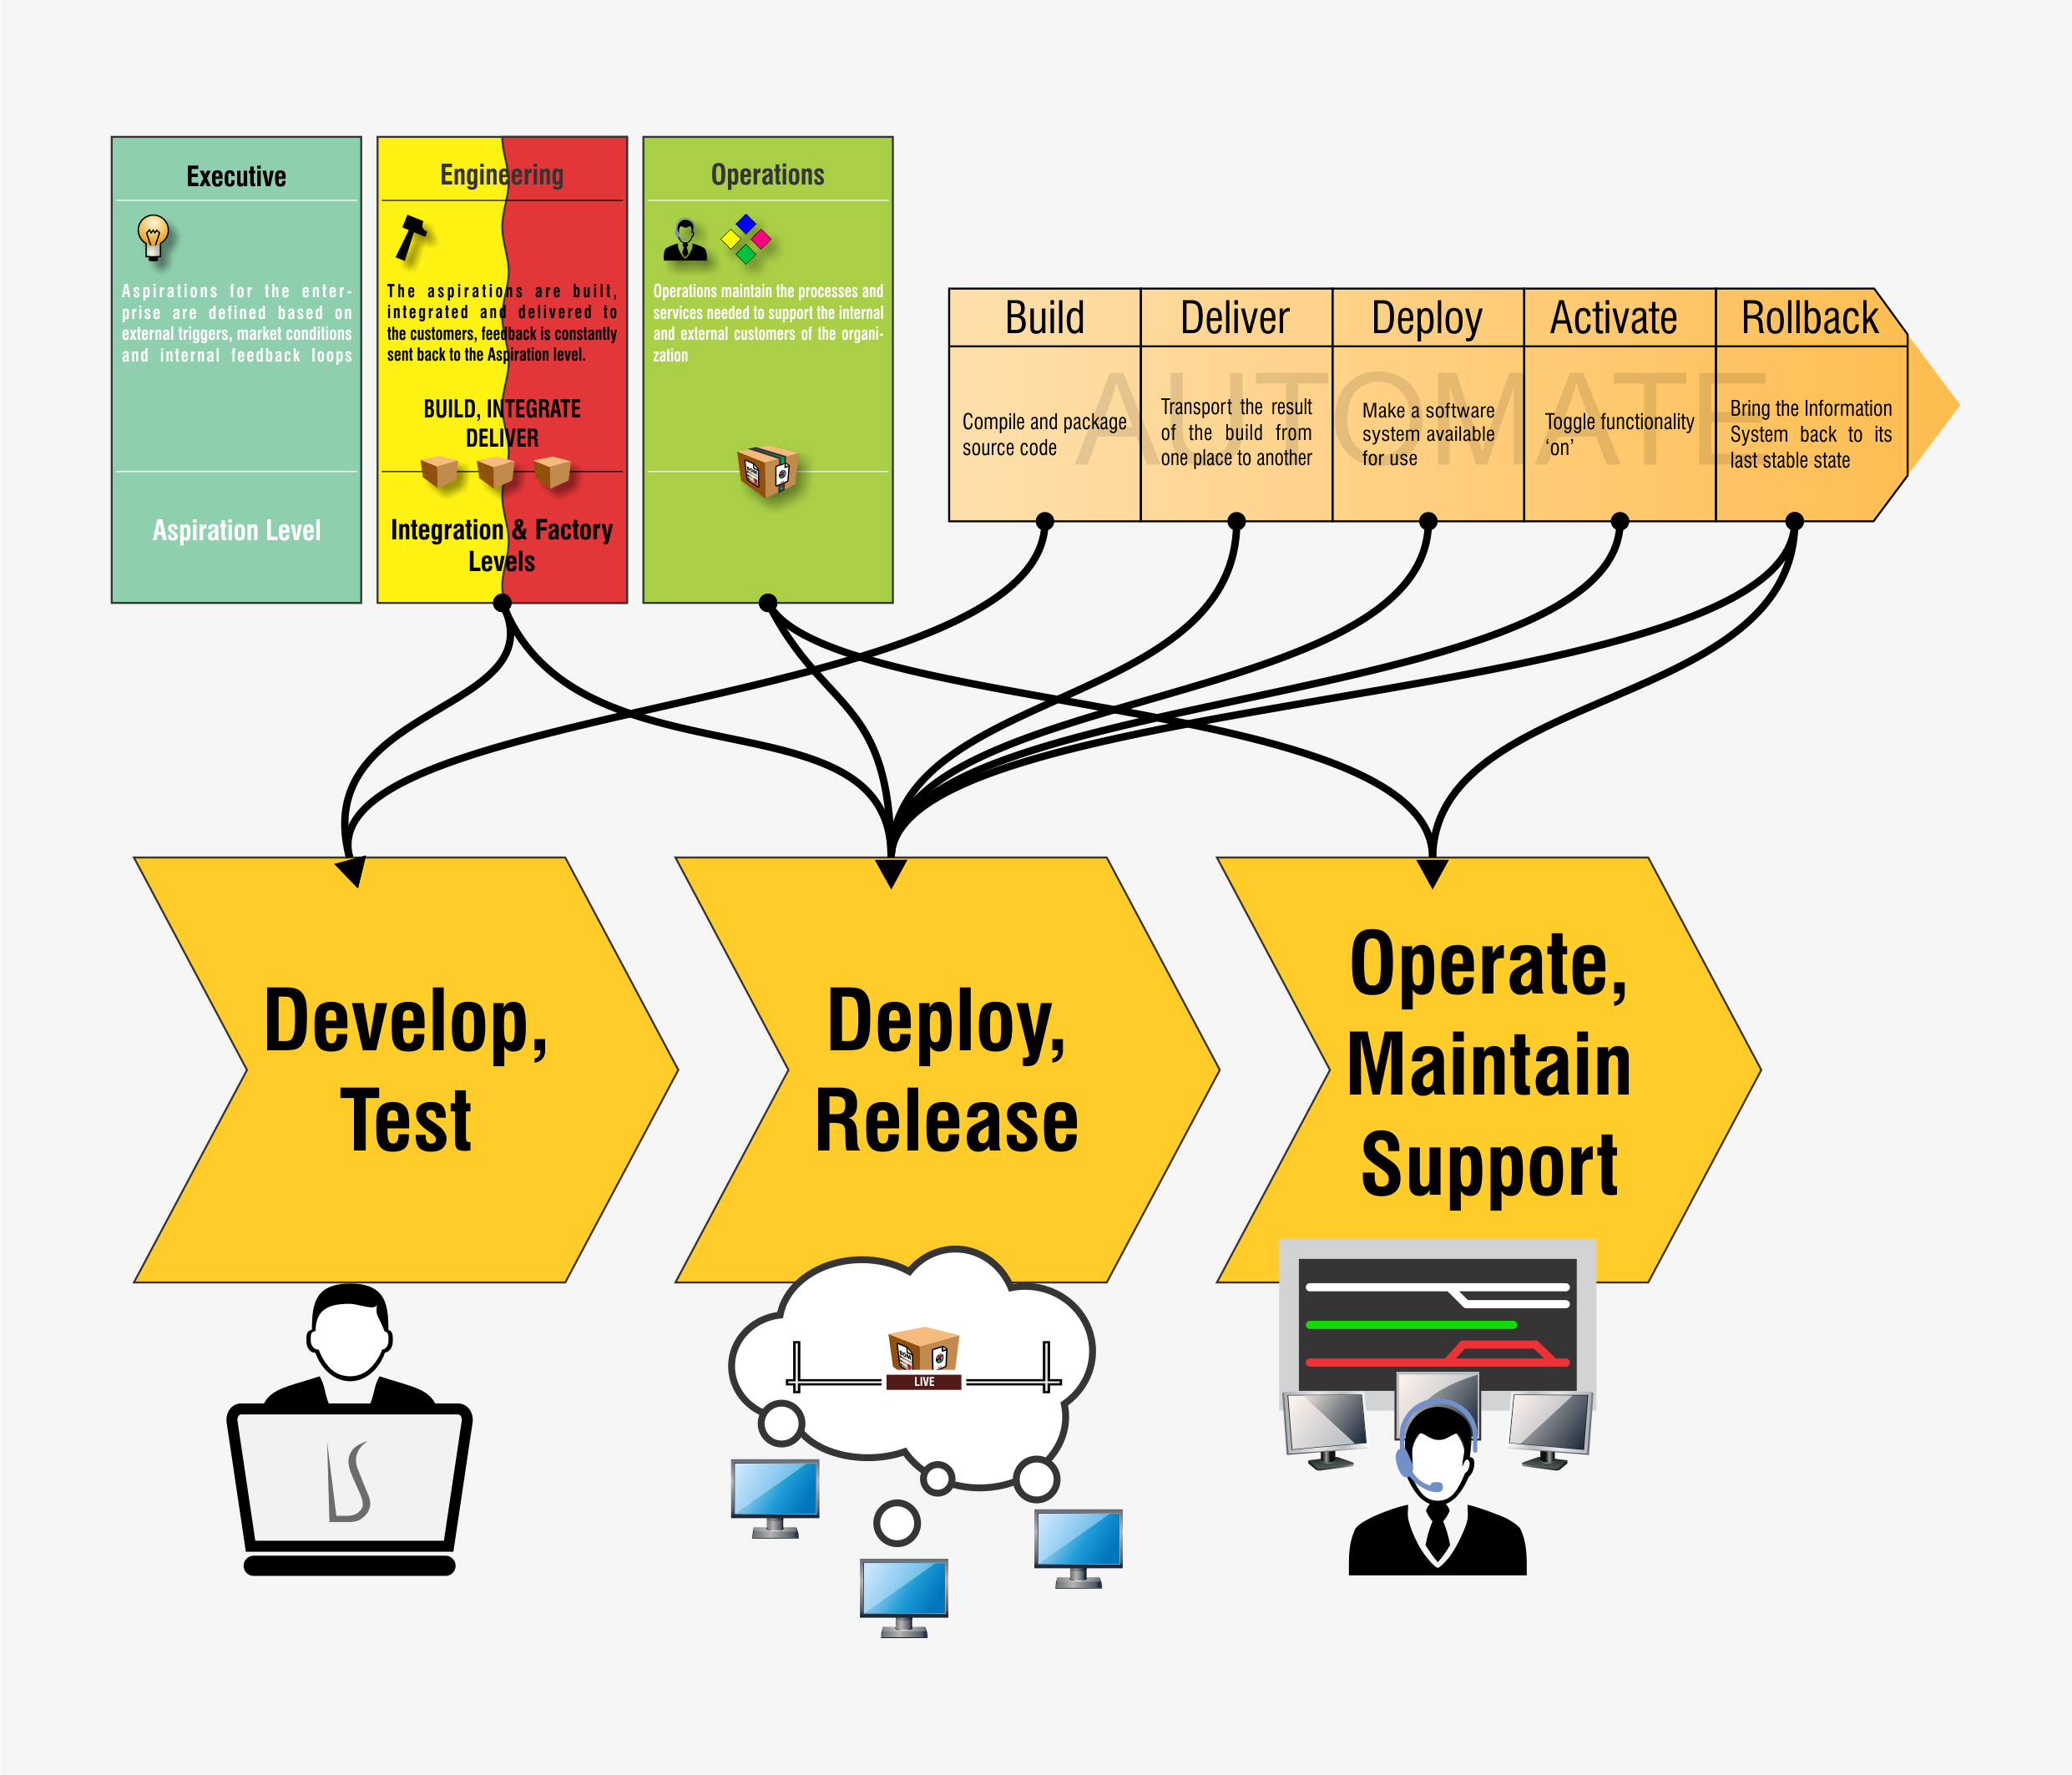 Executive
Aspirations for the enter-
prise are defined based on
external triggers, market conditions
and internal feedback loops
Aspiration Level
Engineering
The aspirations are built,
integrated and delivered to
the customers, feedback is constantly
sent back to the Aspiration level.
BUILD, INTEGRATE
DELIVER
Integration & Factory
Levels
Operations
Operations maintain the processes and
services needed to support the internal
and external customers of the organi-
zation
Build
Compile and package
source code
Deliver
Transport the result
of the build from
one place to another
Deploy
Make a software
system available
for use
Activate
Toggle functionality
‘on’
Rollback
Bring the Information
System back to its
last stable state
AUTOMATE
Develop,
Test
Deploy,
Release
Operate,
Maintain
Support
LIVE